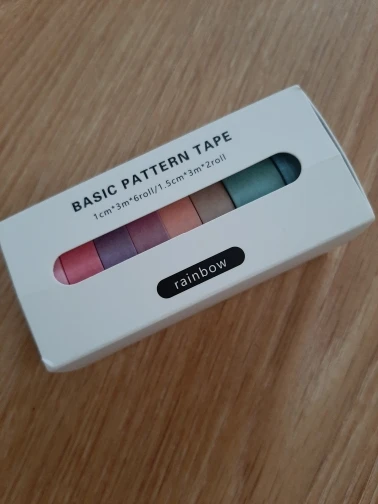 BASIC PATTERN TAPE
1cm*3m*6roll/1.5cm*3m*2roll
rainbow